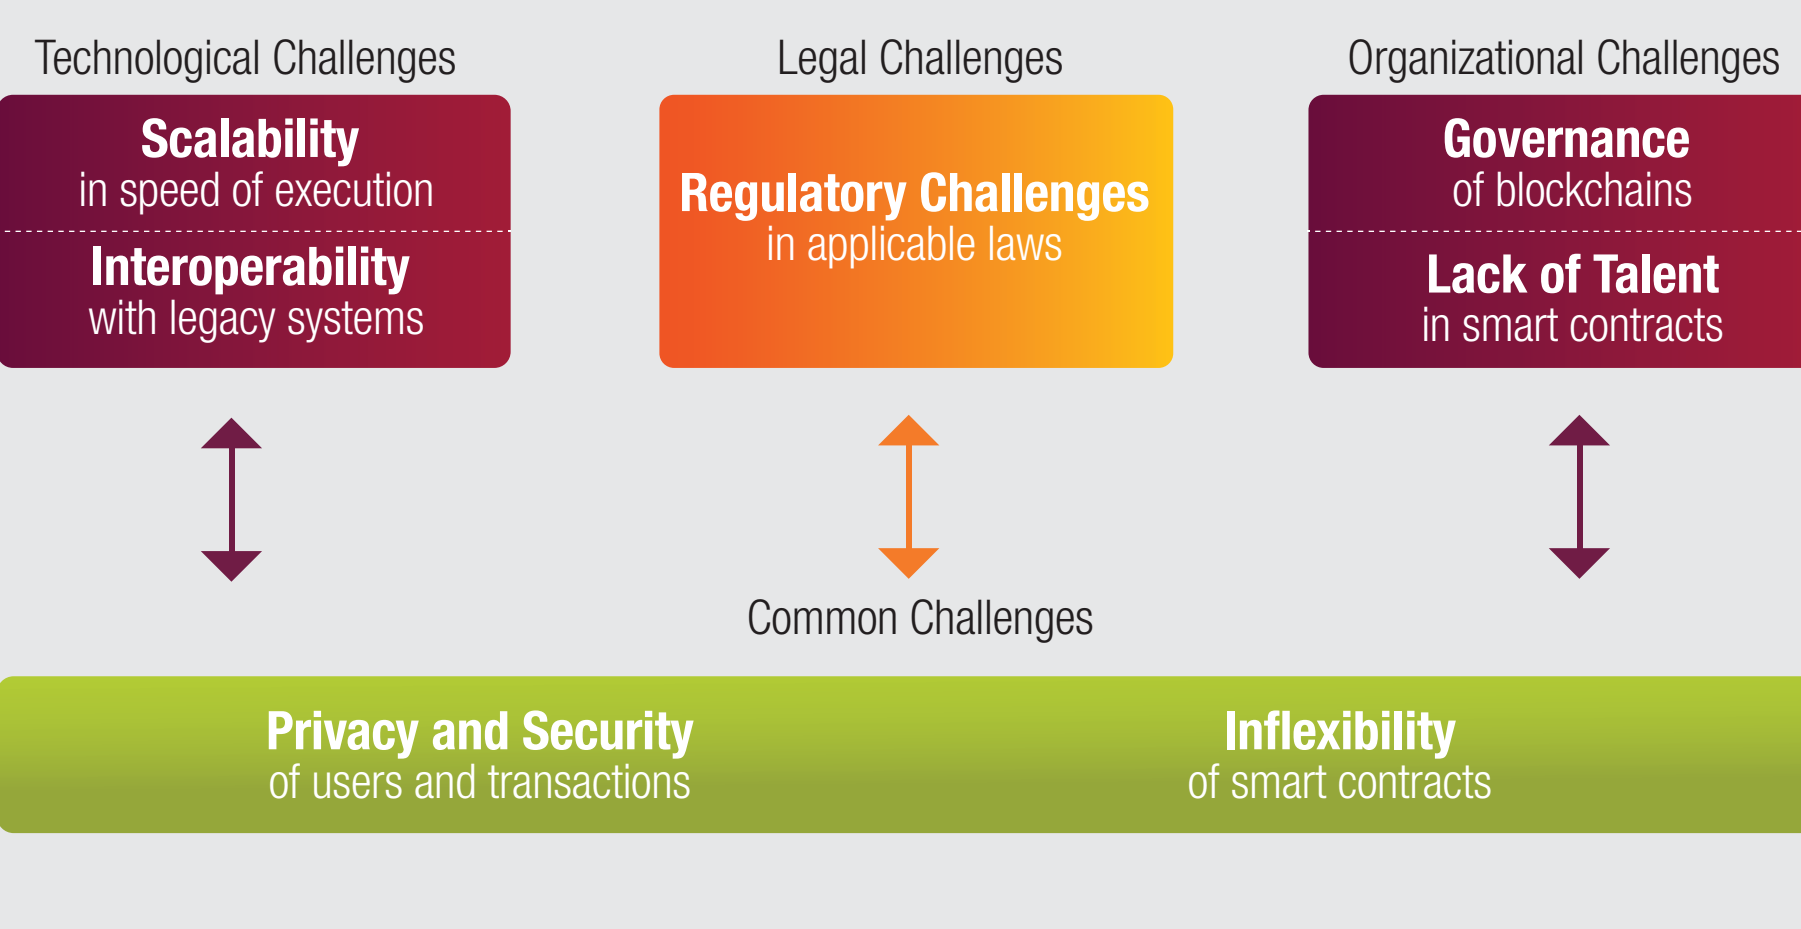 Technological Challenges
Scalability
in speed of execution
Interoperability
with legacy systems
Legal Challenges
Regulatory Challenges
in applicable laws
Organizational Challenges
Governance
of blockchains
Lack of Talent
in smart contracts
Common Challenges
Privacy and Security
of users and transactions
Inflexibility
of smart contracts